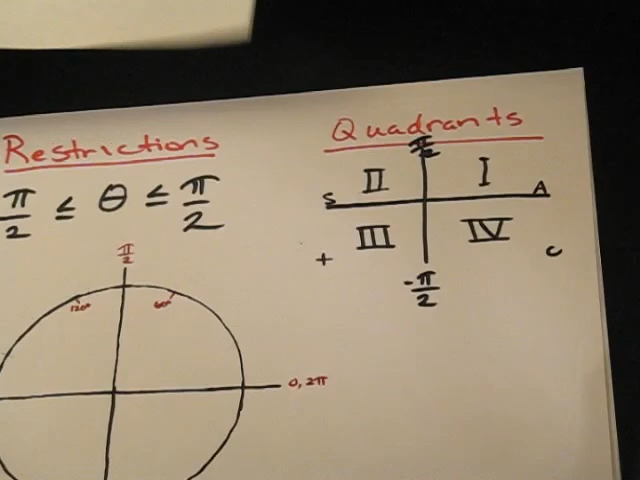 Restrictions
π/2 ≤ θ ≤ π/2
π/2
120°
60°
0, 2π
Quadrants
π/2
S II I A
+ III IV C
-π/2